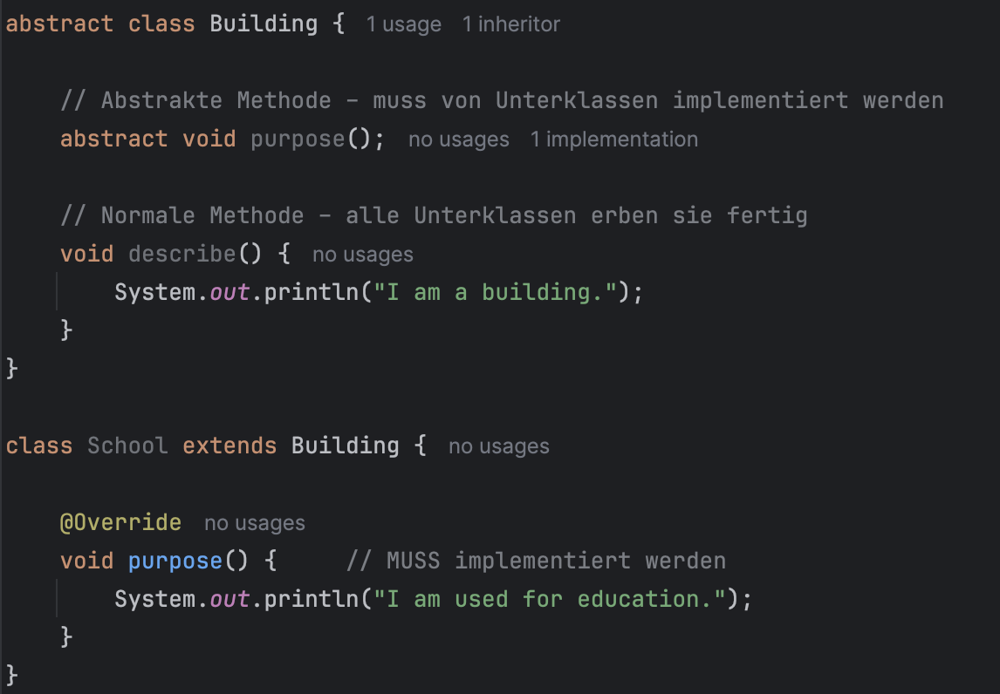 abstract class Building {  1 usage  1 inheritor
// Abstrakte Methode – muss von Unterklassen implementiert werden
abstract void purpose();  no usages  1 implementation
// Normale Methode – alle Unterklassen erben sie fertig
void describe() {  no usages
System.out.println("I am a building.");
}
}
class School extends Building {  no usages
@Override  no usages
void purpose() {     // MUSS implementiert werden
System.out.println("I am used for education.");
}
}